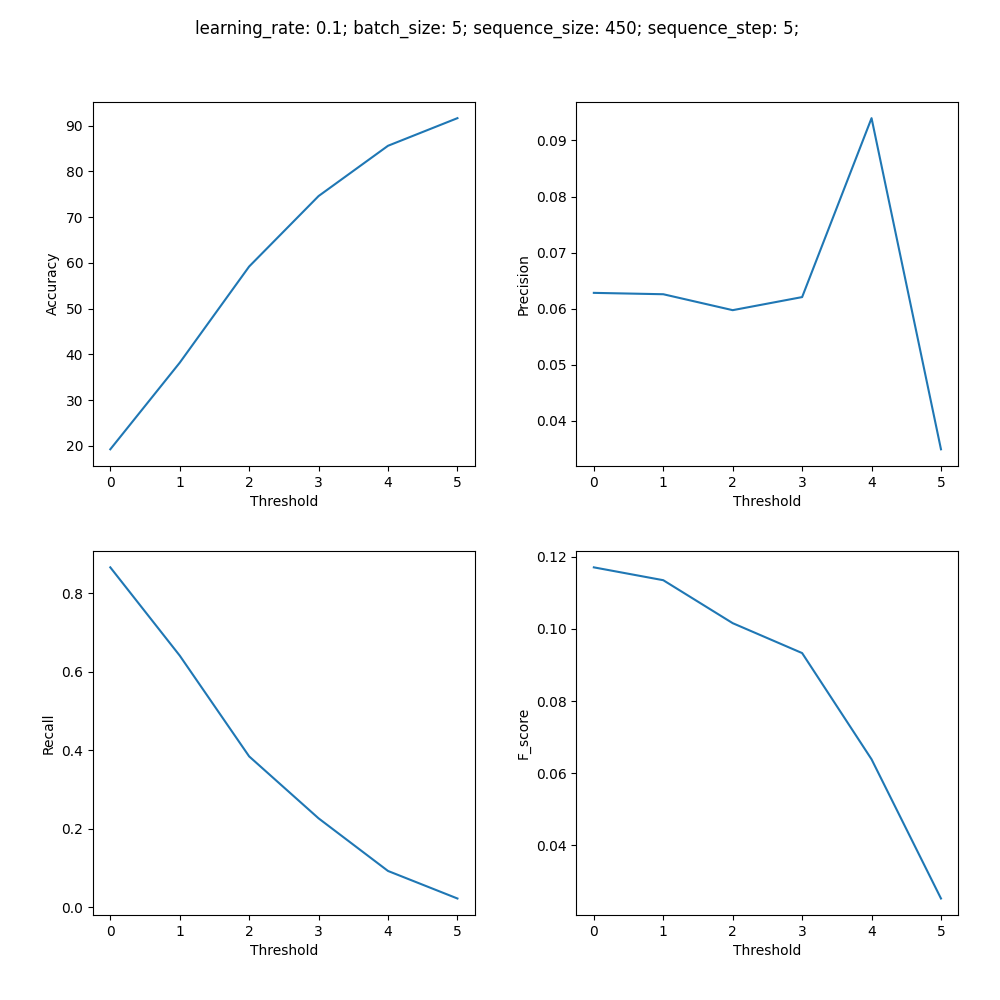 learning_rate: 0.1; batch_size: 5; sequence_size: 450; sequence_step: 5;
90
80
70
60
50
40
30
20
Accuracy
0 1 2 3 4 5
Threshold
0.09
0.08
0.07
0.06
0.05
0.04
Precision
0 1 2 3 4 5
Threshold
0.8
0.6
0.4
0.2
0.0
Recall
0 1 2 3 4 5
Threshold
0.12
0.10
0.08
0.06
0.04
F_score
0 1 2 3 4 5
Threshold